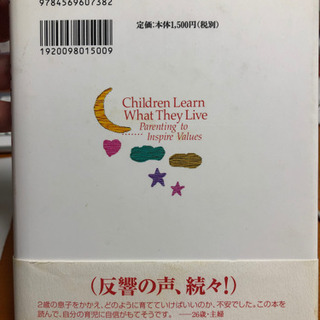 9784569607382
定価:本体1,500円(税別)
1920098015009
Children Learn
What They Live
Parenting to
Inspire Values
(反響の声、続々!)
2歳の息子をかかえ、どのように育てていけばいいのか、不安でした。この本を
読んで、自分の育児に自信がもてそうです。 ――26歳・主婦